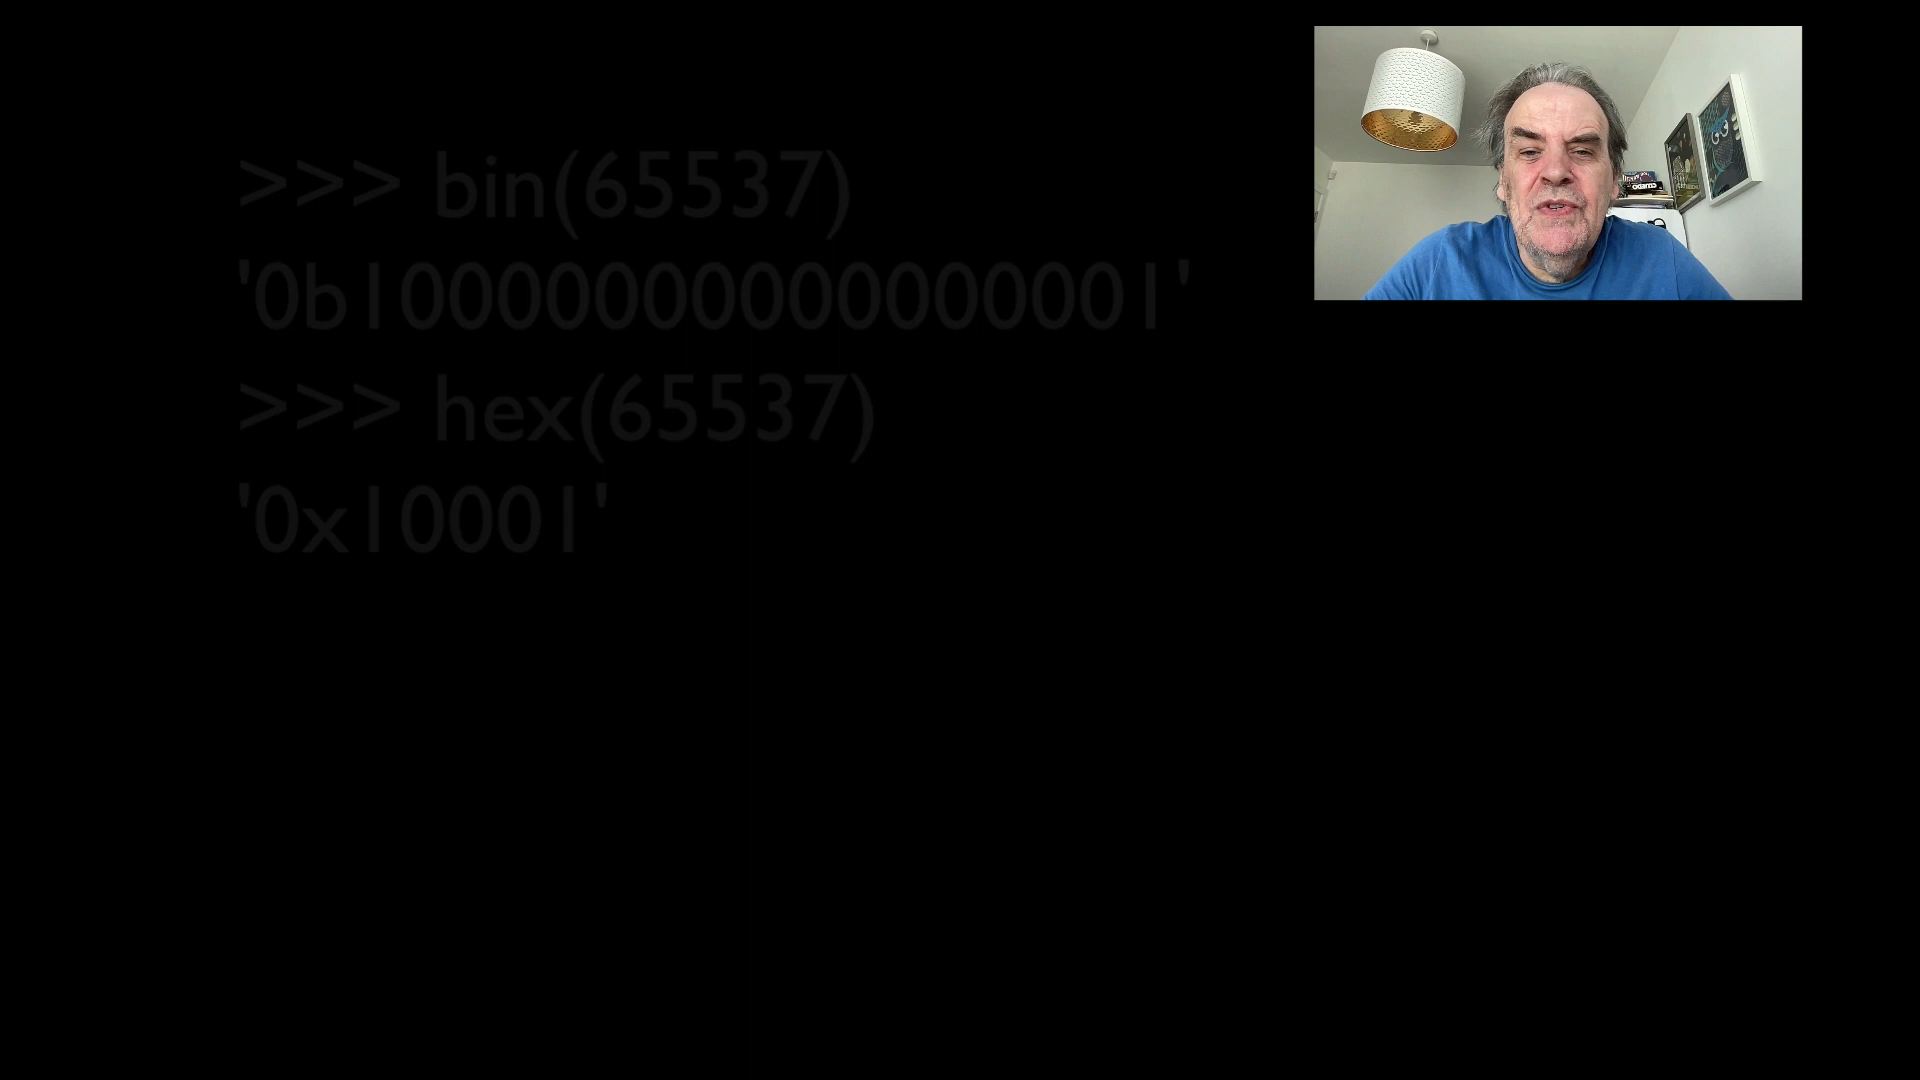 >>> bin(65537)
'0b10000000000000001'
>>> hex(65537)
'0x10001'